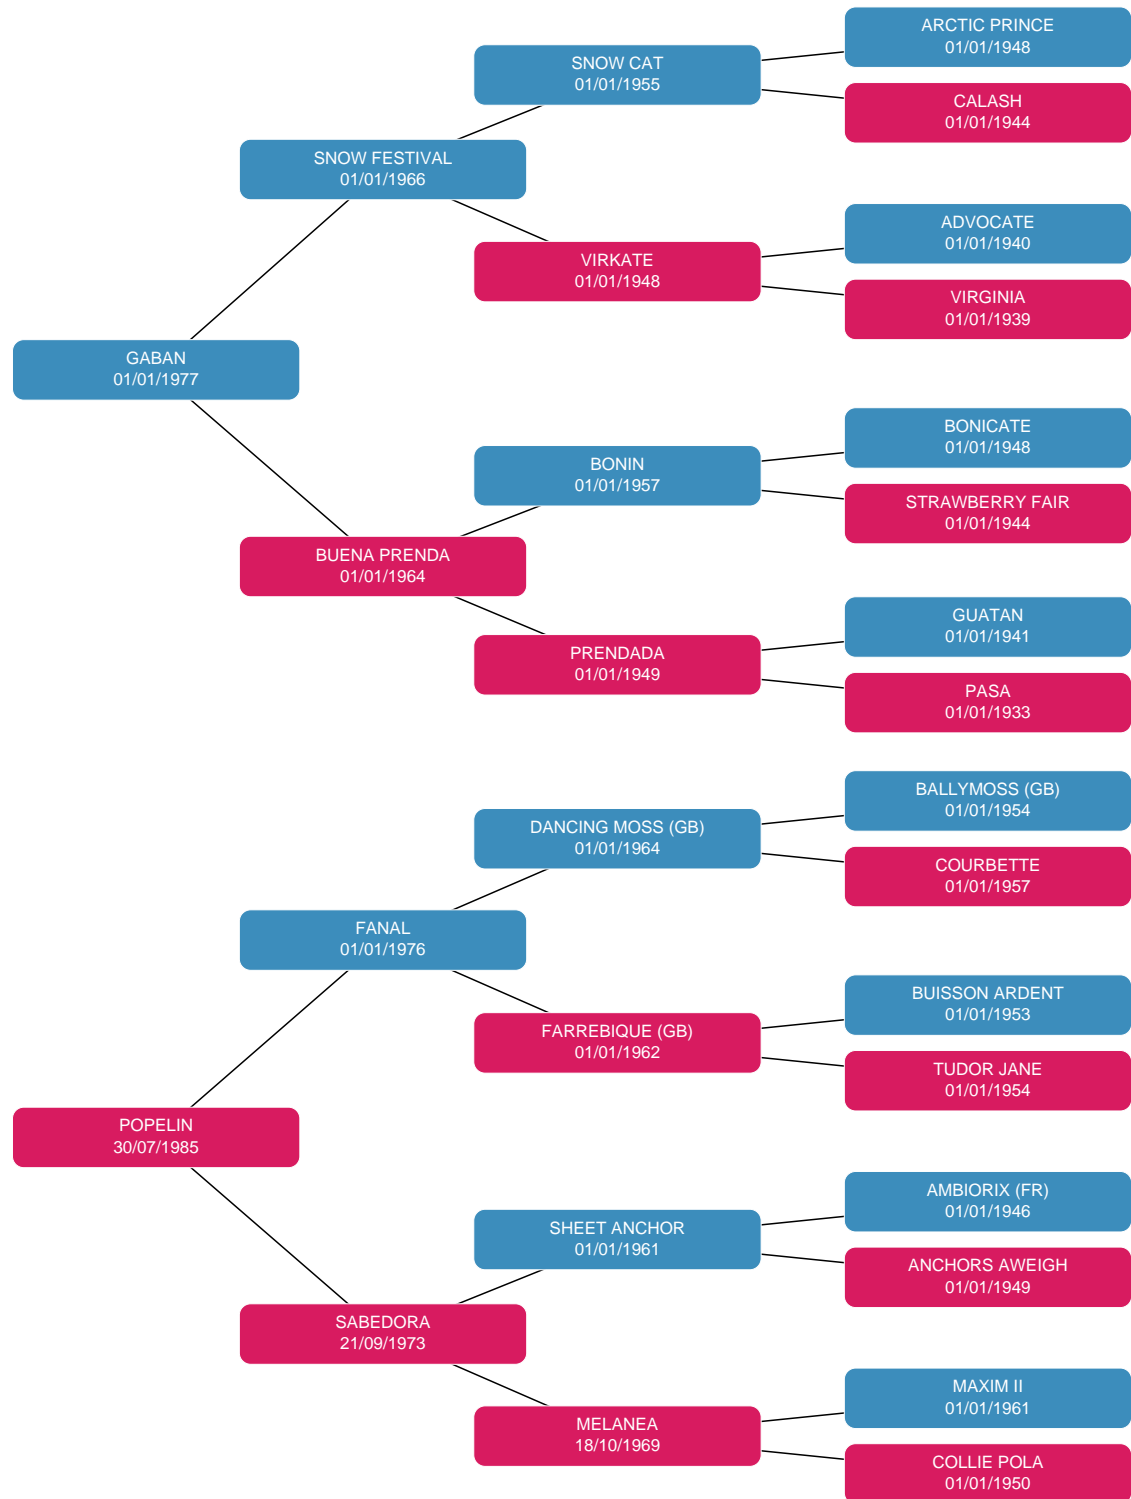 ARCTIC PRINCE
01/01/1948
SNOW CAT
01/01/1955
CALASH
01/01/1944
SNOW FESTIVAL
01/01/1966
ADVOCATE
01/01/1940
VIRKATE
01/01/1948
VIRGINIA
01/01/1939
GABAN
01/01/1977
BONICATE
01/01/1948
BONIN
01/01/1957
STRAWBERRY FAIR
01/01/1944
BUENA PRENDA
01/01/1964
GUATAN
01/01/1941
PRENDADA
01/01/1949
PASA
01/01/1933
BALLYMOSS (GB)
01/01/1954
DANCING MOSS (GB)
01/01/1964
COURBETTE
01/01/1957
FANAL
01/01/1976
BUISSON ARDENT
01/01/1953
FARREBIQUE (GB)
01/01/1962
TUDOR JANE
01/01/1954
POPELIN
30/07/1985
AMBIORIX (FR)
01/01/1946
SHEET ANCHOR
01/01/1961
ANCHORS AWEIGH
01/01/1949
SABEDORA
21/09/1973
MAXIM II
01/01/1961
MELANEA
18/10/1969
COLLIE POLA
01/01/1950